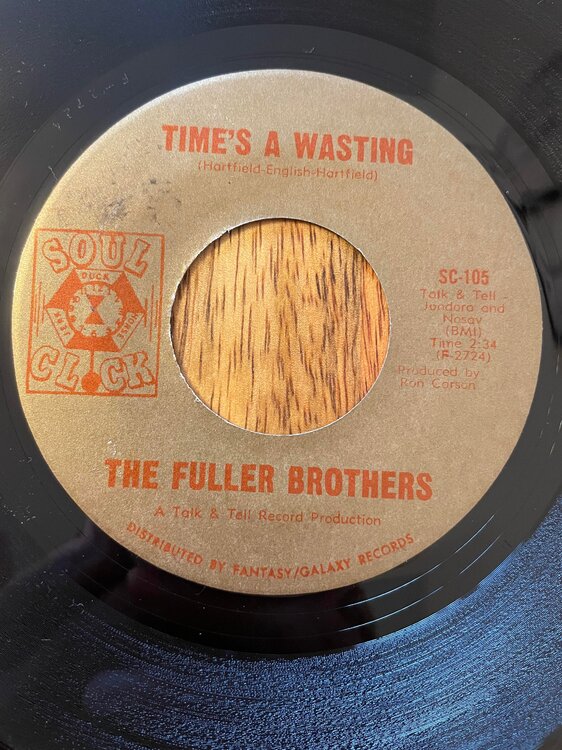 TIME'S A WASTING
(Hartfield-English-Hartfield)
SOUL
CLOCK
SC-105
Talk & Tell -
Jondora and
Nosav
(BMI)
Time 2:34
(F-2724)
Produced by
Ron Carson
THE FULLER BROTHERS
A Talk & Tell Record Production
DISTRIBUTED BY FANTASY/GALAXY RECORDS